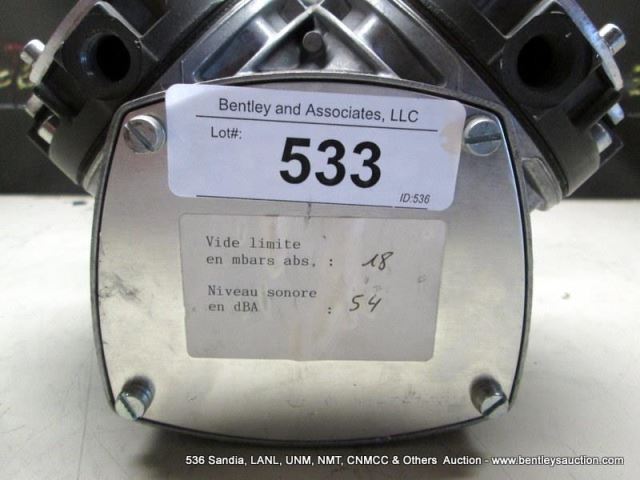 Bentley and Associates, LLC
Lot#:
533
ID:536
Vide limite
en mbars abs. : 18
Niveau sonore
en dBA : 54
536 Sandia, LANL, UNM, NMT, CNMCC & Others Auction - www.bentleysauction.com